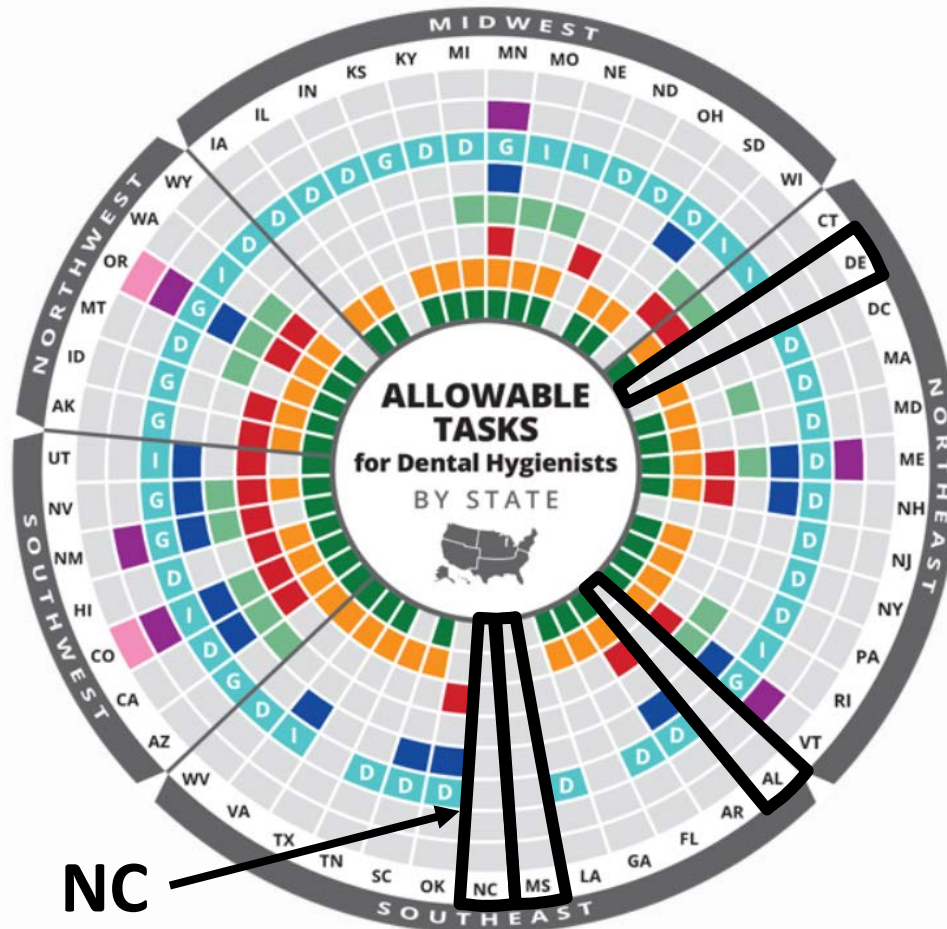 MIDWEST
IA
IL
IN
KS
KY
MI
MN
MO
NE
ND
OH
SD
WI
NORTHEAST
CT
DE
DC
MA
MD
ME
NH
NJ
NY
PA
RI
VT
SOUTHEAST
AL
AR
FL
GA
LA
MS
NC
OK
SC
TN
TX
VA
WV
SOUTHWEST
AZ
CA
CO
HI
NM
NV
UT
NORTHWEST
AK
ID
MT
OR
WA
WY
D D D G D D G I I D D D I
I D D D D D D D D I G
D D D D D D I D
G D I D G G I
G G D G I D
ALLOWABLE
TASKS
for Dental Hygienists
BY STATE
NC